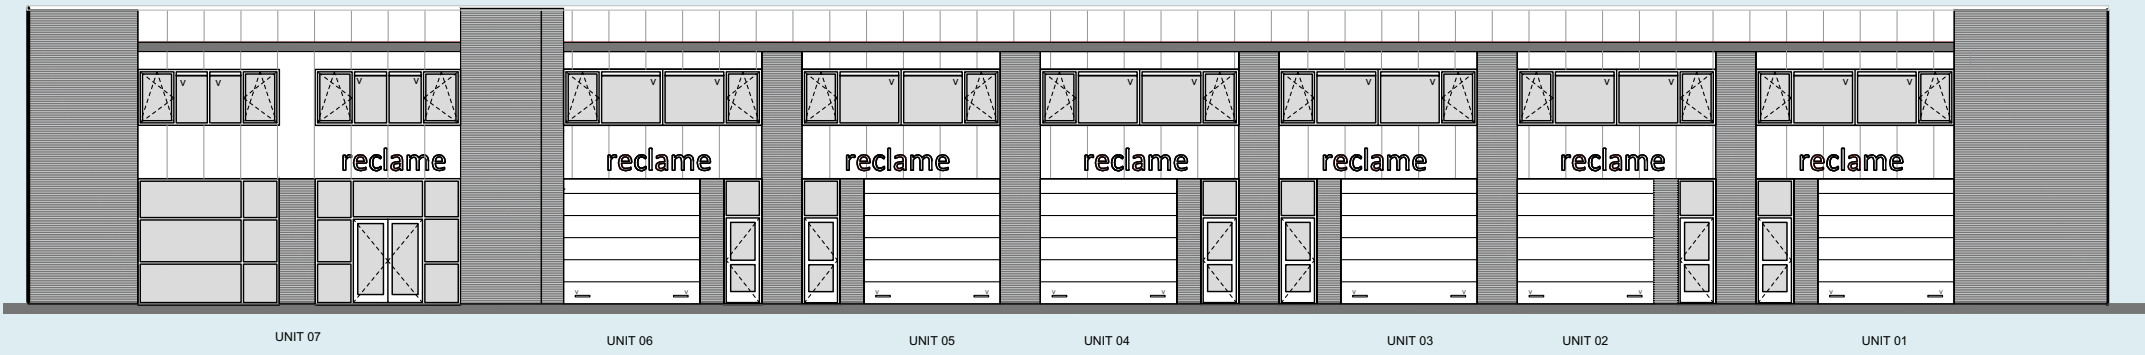 v v v v v v v v v v v v v v v v
reclame reclame reclame reclame reclame reclame reclame
v v v v v v v v v v v v
UNIT 07 UNIT 06 UNIT 05 UNIT 04 UNIT 03 UNIT 02 UNIT 01